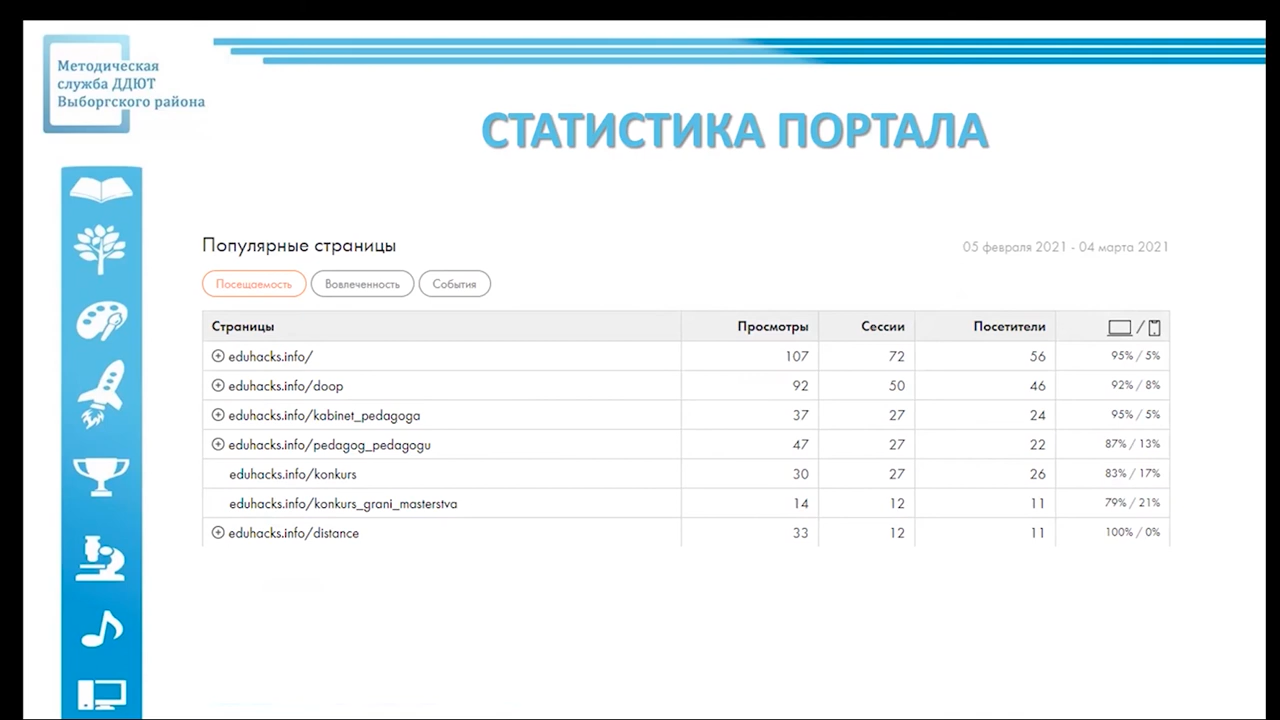 Методическая
служба ДДЮТ
Выборгского района
СТАТИСТИКА ПОРТАЛА
Популярные страницы 05 февраля 2021 - 04 марта 2021
Посещаемость Вовлеченность События
Страницы Просмотры Сессии Посетители /
eduhacks.info/ 107 72 56 95% / 5%
eduhacks.info/doop 92 50 46 92% / 8%
eduhacks.info/kabinet_pedagoga 37 27 24 95% / 5%
eduhacks.info/pedagog_pedagogu 47 27 22 87% / 13%
eduhacks.info/konkurs 30 27 26 83% / 17%
eduhacks.info/konkurs_grani_masterstva 14 12 11 79% / 21%
eduhacks.info/distance 33 12 11 100% / 0%